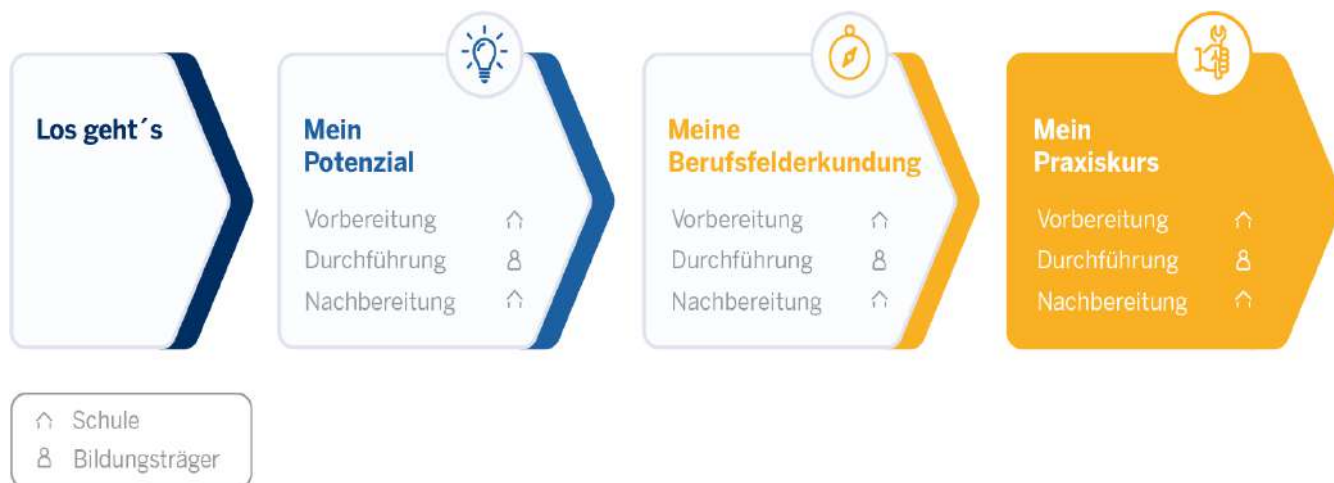 Los geht´s
Mein
Potenzial
Vorbereitung
Durchführung
Nachbereitung
Meine
Berufsfelderkundung
Vorbereitung
Durchführung
Nachbereitung
Mein
Praxiskurs
Vorbereitung
Durchführung
Nachbereitung
Schule
Bildungsträger